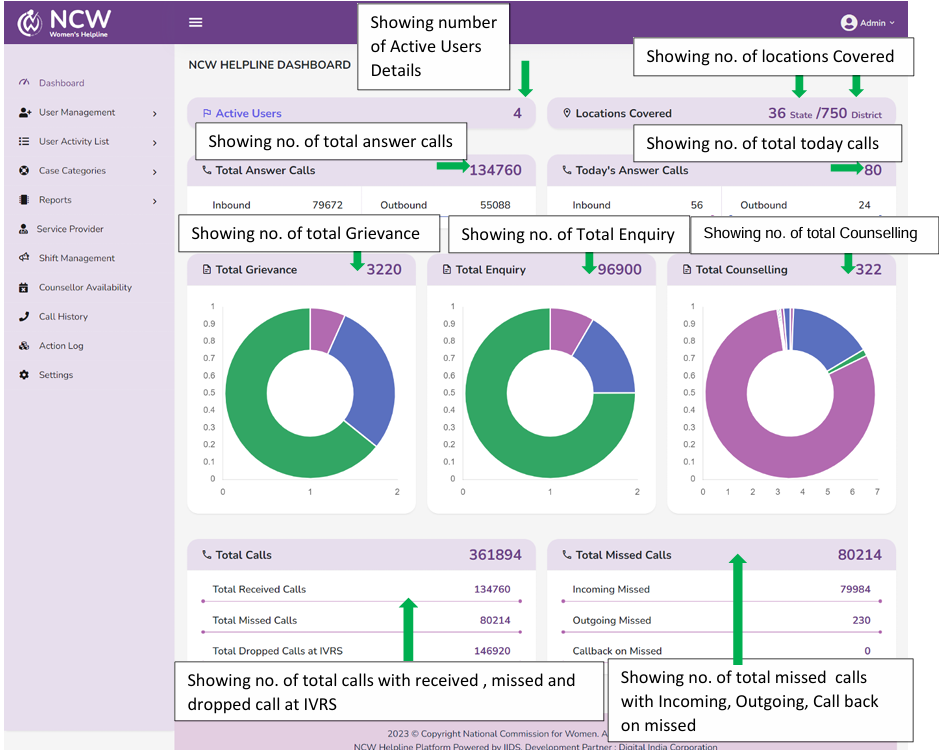 NCW
Women's Helpline
Admin
Showing number
of Active Users
Details
NCW HELPLINE DASHBOARD
Showing no. of locations Covered
Dashboard
User Management
User Activity List
Case Categories
Reports
Service Provider
Shift Management
Counsellor Availability
Call History
Action Log
Settings
Active Users 4
Locations Covered 36 State /750 District
Showing no. of total answer calls
Showing no. of total today calls
Total Answer Calls 134760
Today's Answer Calls 80
Inbound 79672 Outbound 55088
Inbound 56 Outbound 24
Showing no. of total Grievance
Showing no. of Total Enquiry
Showing no. of total Counselling
Total Grievance 3220
Total Enquiry 96900
Total Counselling 322
1
0.9
0.8
0.7
0.6
0.5
0.4
0.3
0.2
0.1
0
0 1 2
1
0.9
0.8
0.7
0.6
0.5
0.4
0.3
0.2
0.1
0
0 1 2
1
0.9
0.8
0.7
0.6
0.5
0.4
0.3
0.2
0.1
0
0 1 2 3 4 5 6 7
Total Calls 361894
Total Received Calls 134760
Total Missed Calls 80214
Total Dropped Calls at IVRS 146920
Total Missed Calls 80214
Incoming Missed 79984
Outgoing Missed 230
Callback on Missed 0
Showing no. of total calls with received , missed and
dropped call at IVRS
Showing no. of total missed calls
with Incoming, Outgoing, Call back
on missed
2023 © Copyright National Commission for Women. A
NCW Helpline Platform Powered by IIDS. Development Partner : Digital India Corporation